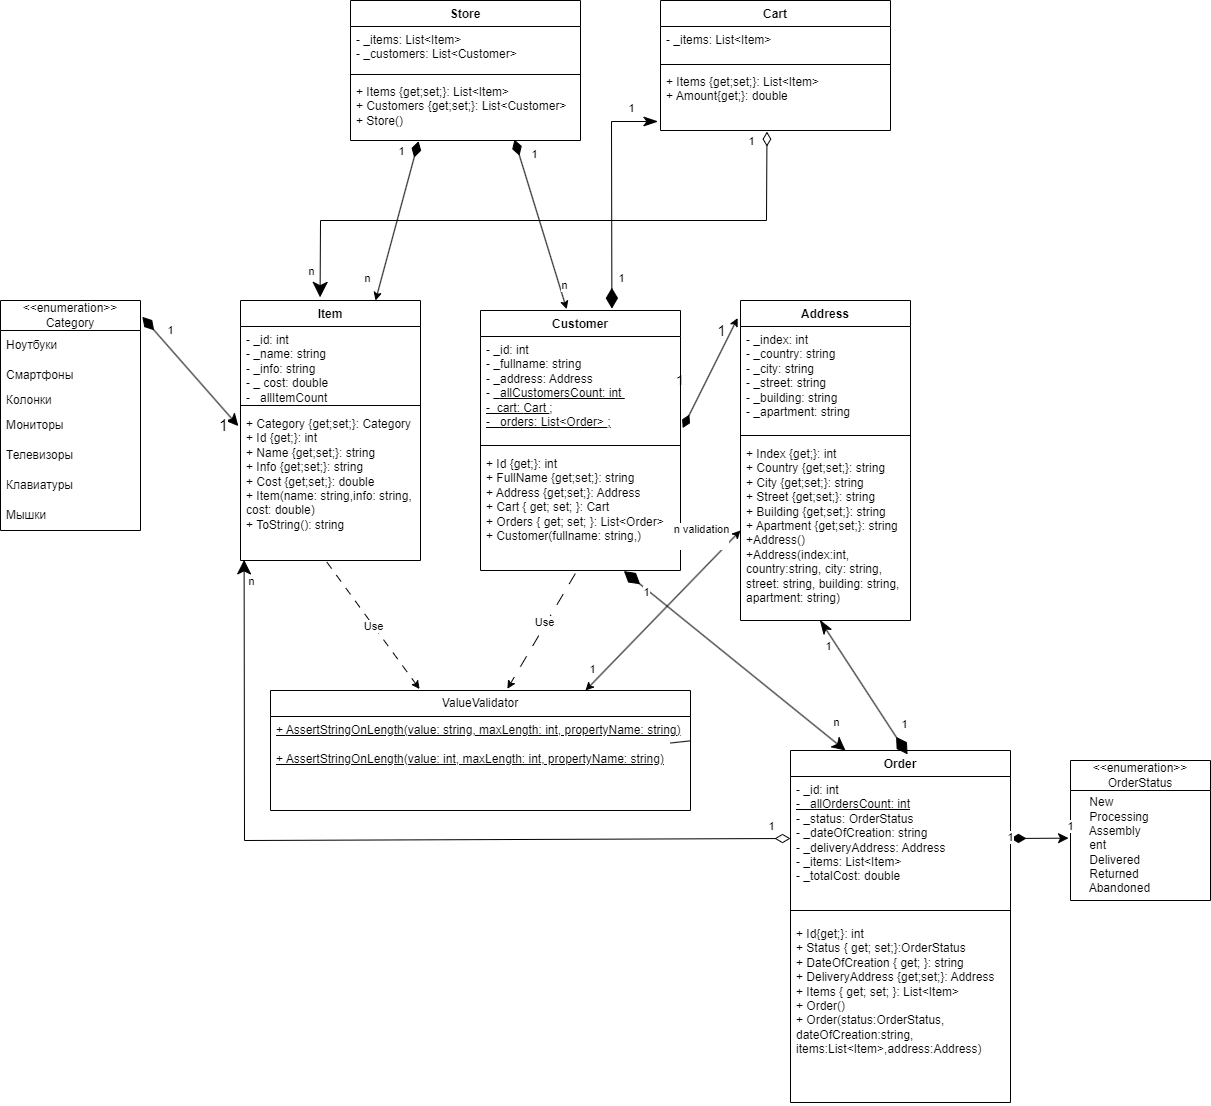 Store
- _items: List<Item>
- _customers: List<Customer>
+ Items {get;set;}: List<Item>
+ Customers {get;set;}: List<Customer>
+ Store()
Cart
- _items: List<Item>
+ Items {get;set;}: List<Item>
+ Amount{get;}: double
1
1
1
1
n
n
n
1
<<enumeration>>
Category
Ноутбуки
Смартфоны
Колонки
Мониторы
Телевизоры
Клавиатуры
Мышки
1
1
Item
- _id: int
- _name: string
- _info: string
- _ cost: double
- _allItemCount
+ Category {get;set;}: Category
+ Id {get;}: int
+ Name {get;set;}: string
+ Info {get;set;}: string
+ Cost {get;set;}: double
+ Item(name: string,info: string,
cost: double)
+ ToString(): string
Customer
- _id: int
- _fullname: string
- _address: Address
- _allCustomersCount: int
- cart: Cart ;
- _orders: List<Order> ;
+ Id {get;}: int
+ FullName {get;set;}: string
+ Address {get;set;}: Address
+ Cart { get; set; }: Cart
+ Orders { get; set; }: List<Order>
+ Customer(fullname: string,)
1
1
Address
- _index: int
- _country: string
- _city: string
- _street: string
- _building: string
- _apartment: string
+ Index {get;}: int
+ Country {get;set;}: string
+ City {get;set;}: string
+ Street {get;set;}: string
+ Building {get;set;}: string
+ Apartment {get;set;}: string
+Address()
+Address(index:int,
country:string, city: string,
street: string, building: string,
apartment: string)
n validation
n
1
Use
Use
1
1
ValueValidator
+ AssertStringOnLength(value: string, maxLength: int, propertyName: string)
+ AssertStringOnLength(value: int, maxLength: int, propertyName: string)
n
1
1
Order
- _id: int
- _allOrdersCount: int
- _status: OrderStatus
- _dateOfCreation: string
- _deliveryAddress: Address
- _items: List<Item>
- _totalCost: double
+ Id{get;}: int
+ Status { get; set;}:OrderStatus
+ DateOfCreation { get; }: string
+ DeliveryAddress {get;set;}: Address
+ Items { get; set; }: List<Item>
+ Order()
+ Order(status:OrderStatus,
dateOfCreation:string,
items:List<Item>,address:Address)
1
1
<<enumeration>>
OrderStatus
New
Processing
Assembly
ent
Delivered
Returned
Abandoned